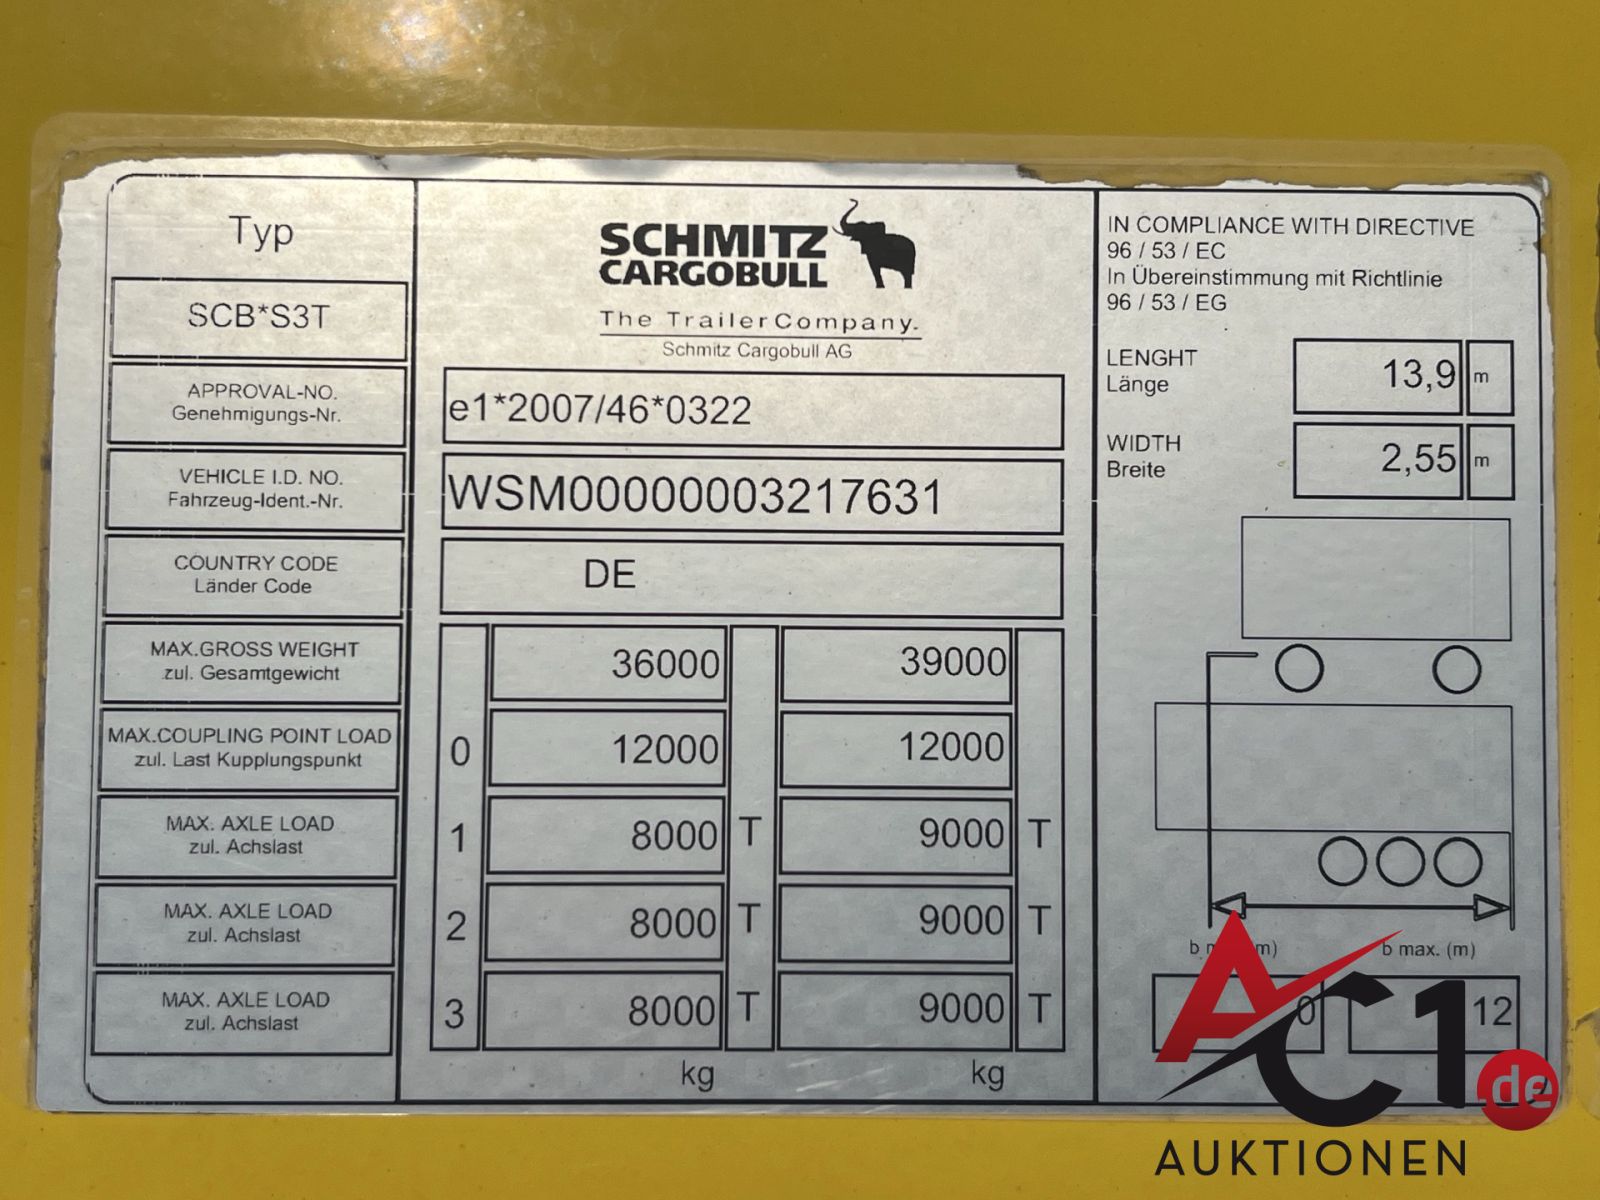 Typ
SCB*S3T
SCHMITZ
CARGOBULL
The Trailer Company.
Schmitz Cargobull AG
APPROVAL-NO.
Genehmigungs-Nr.
e1*2007/46*0322
VEHICLE I.D. NO.
Fahrzeug-Ident.-Nr.
WSM00000003217631
COUNTRY CODE
Länder Code
DE
MAX.GROSS WEIGHT
zul. Gesamtgewicht
36000 39000
MAX.COUPLING POINT LOAD
zul. Last Kupplungspunkt
0 12000 12000
MAX. AXLE LOAD
zul. Achslast
1 8000 T 9000 T
MAX. AXLE LOAD
zul. Achslast
2 8000 T 9000 T
MAX. AXLE LOAD
zul. Achslast
3 8000 T 9000 T
kg kg
IN COMPLIANCE WITH DIRECTIVE
96 / 53 / EC
In Übereinstimmung mit Richtlinie
96 / 53 / EG
LENGHT
Länge
13,9 m
WIDTH
Breite
2,55 m
b max. (m)
0 12
AC1.de
AUKTIONEN